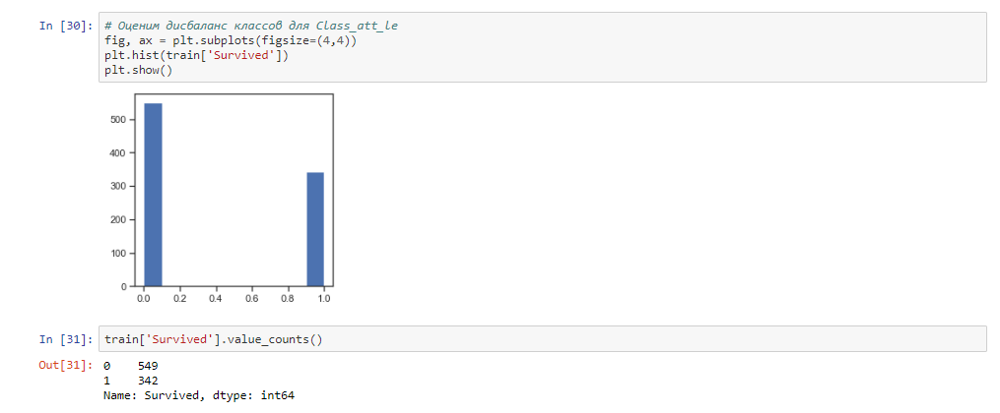 In [30]: # Оценим дисбаланс классов для Class_att_le
fig, ax = plt.subplots(figsize=(4,4))
plt.hist(train['Survived'])
plt.show()
500
400
300
200
100
0
0.0 0.2 0.4 0.6 0.8 1.0
In [31]: train['Survived'].value_counts()
Out[31]: 0    549
1    342
Name: Survived, dtype: int64